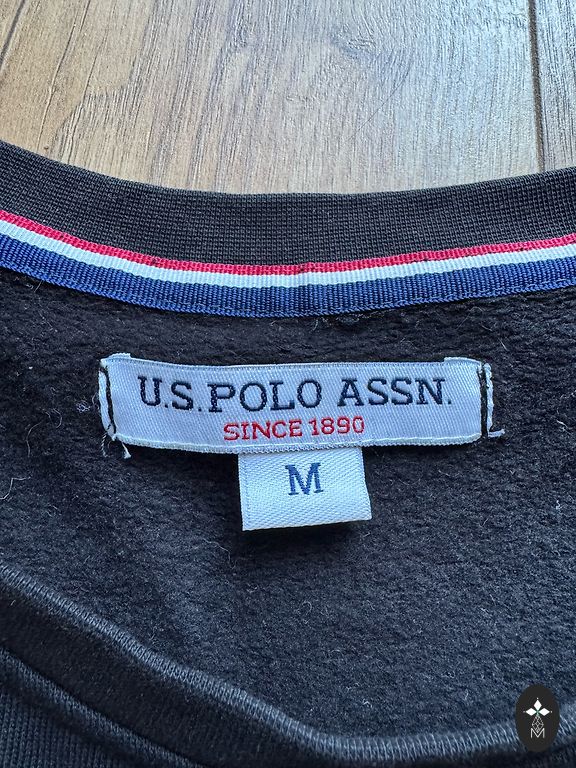 U.S. POLO ASSN.
SINCE 1890
M
M